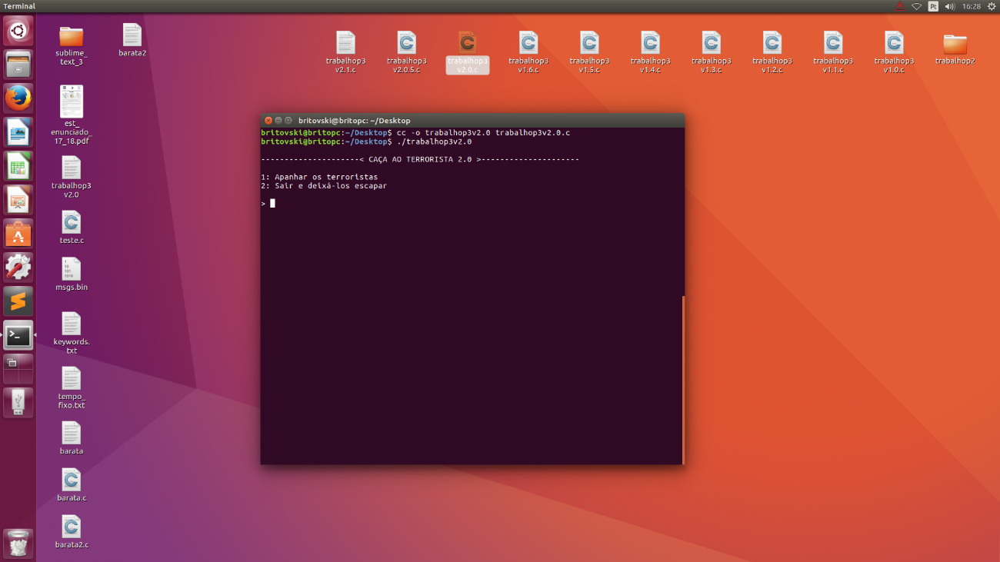 Terminal
Pt
16:28
sublime_
text_3
barata2
trabalhop3
v2.1.c
trabalhop3
v2.0.5.c
trabalhop3
v2.0.c
trabalhop3
v1.6.c
trabalhop3
v1.5.c
trabalhop3
v1.4.c
trabalhop3
v1.3.c
trabalhop3
v1.2.c
trabalhop3
v1.1.c
trabalhop3
v1.0.c
trabalhop2
est_
enunciado_
17_18.pdf
trabalhop3
v2.0
teste.c
msgs.bin
keywords.
txt
tempo_
fixo.txt
barata
barata.c
barata2.c
britovski@britopc: ~/Desktop
britovski@britopc:~/Desktop$ cc -o trabalhop3v2.0 trabalhop3v2.0.c
britovski@britopc:~/Desktop$ ./trabalhop3v2.0
---------------------< CAÇA AO TERRORISTA 2.0 >---------------------
1: Apanhar os terroristas
2: Sair e deixá-los escapar
>